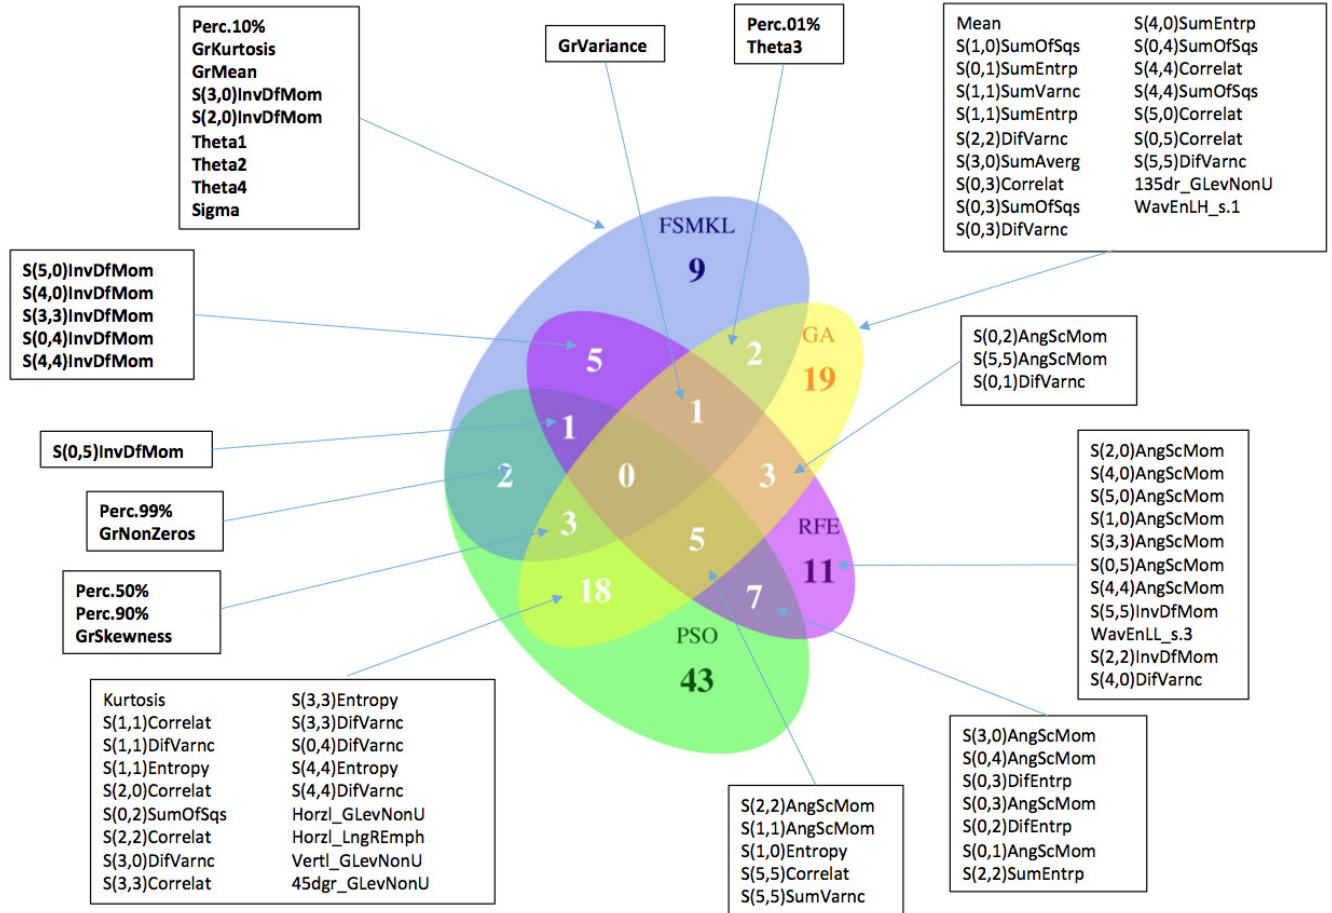 Perc.10%
GrKurtosis
GrMean
S(3,0)InvDfMom
S(2,0)InvDfMom
Theta1
Theta2
Theta4
Sigma
GrVariance
Perc.01%
Theta3
Mean
S(1,0)SumOfSqs
S(0,1)SumEntrp
S(1,1)SumVarnc
S(1,1)SumEntrp
S(2,2)DifVarnc
S(3,0)SumAverg
S(0,3)Correlat
S(0,3)SumOfSqs
S(0,3)DifVarnc
S(4,0)SumEntrp
S(0,4)SumOfSqs
S(4,4)Correlat
S(4,4)SumOfSqs
S(5,0)Correlat
S(0,5)Correlat
S(5,5)DifVarnc
135dr_GLevNonU
WavEnLH_s.1
S(5,0)InvDfMom
S(4,0)InvDfMom
S(3,3)InvDfMom
S(0,4)InvDfMom
S(4,4)InvDfMom
FSMKL
9
GA
19
2
5
1
1
2
0
3
3
5
18
7
RFE
11
PSO
43
S(0,2)AngScMom
S(5,5)AngScMom
S(0,1)DifVarnc
S(0,5)InvDfMom
Perc.99%
GrNonZeros
Perc.50%
Perc.90%
GrSkewness
S(2,0)AngScMom
S(4,0)AngScMom
S(5,0)AngScMom
S(1,0)AngScMom
S(3,3)AngScMom
S(0,5)AngScMom
S(4,4)AngScMom
S(5,5)InvDfMom
WavEnLL_s.3
S(2,2)InvDfMom
S(4,0)DifVarnc
Kurtosis
S(1,1)Correlat
S(1,1)DifVarnc
S(1,1)Entropy
S(2,0)Correlat
S(0,2)SumOfSqs
S(2,2)Correlat
S(3,0)DifVarnc
S(3,3)Correlat
S(3,3)Entropy
S(3,3)DifVarnc
S(0,4)DifVarnc
S(4,4)Entropy
S(4,4)DifVarnc
Horzl_GLevNonU
Horzl_LngREmph
Vertl_GLevNonU
45dgr_GLevNonU
S(2,2)AngScMom
S(1,1)AngScMom
S(1,0)Entropy
S(5,5)Correlat
S(5,5)SumVarnc
S(3,0)AngScMom
S(0,4)AngScMom
S(0,3)DifEntrp
S(0,3)AngScMom
S(0,2)DifEntrp
S(0,1)AngScMom
S(2,2)SumEntrp